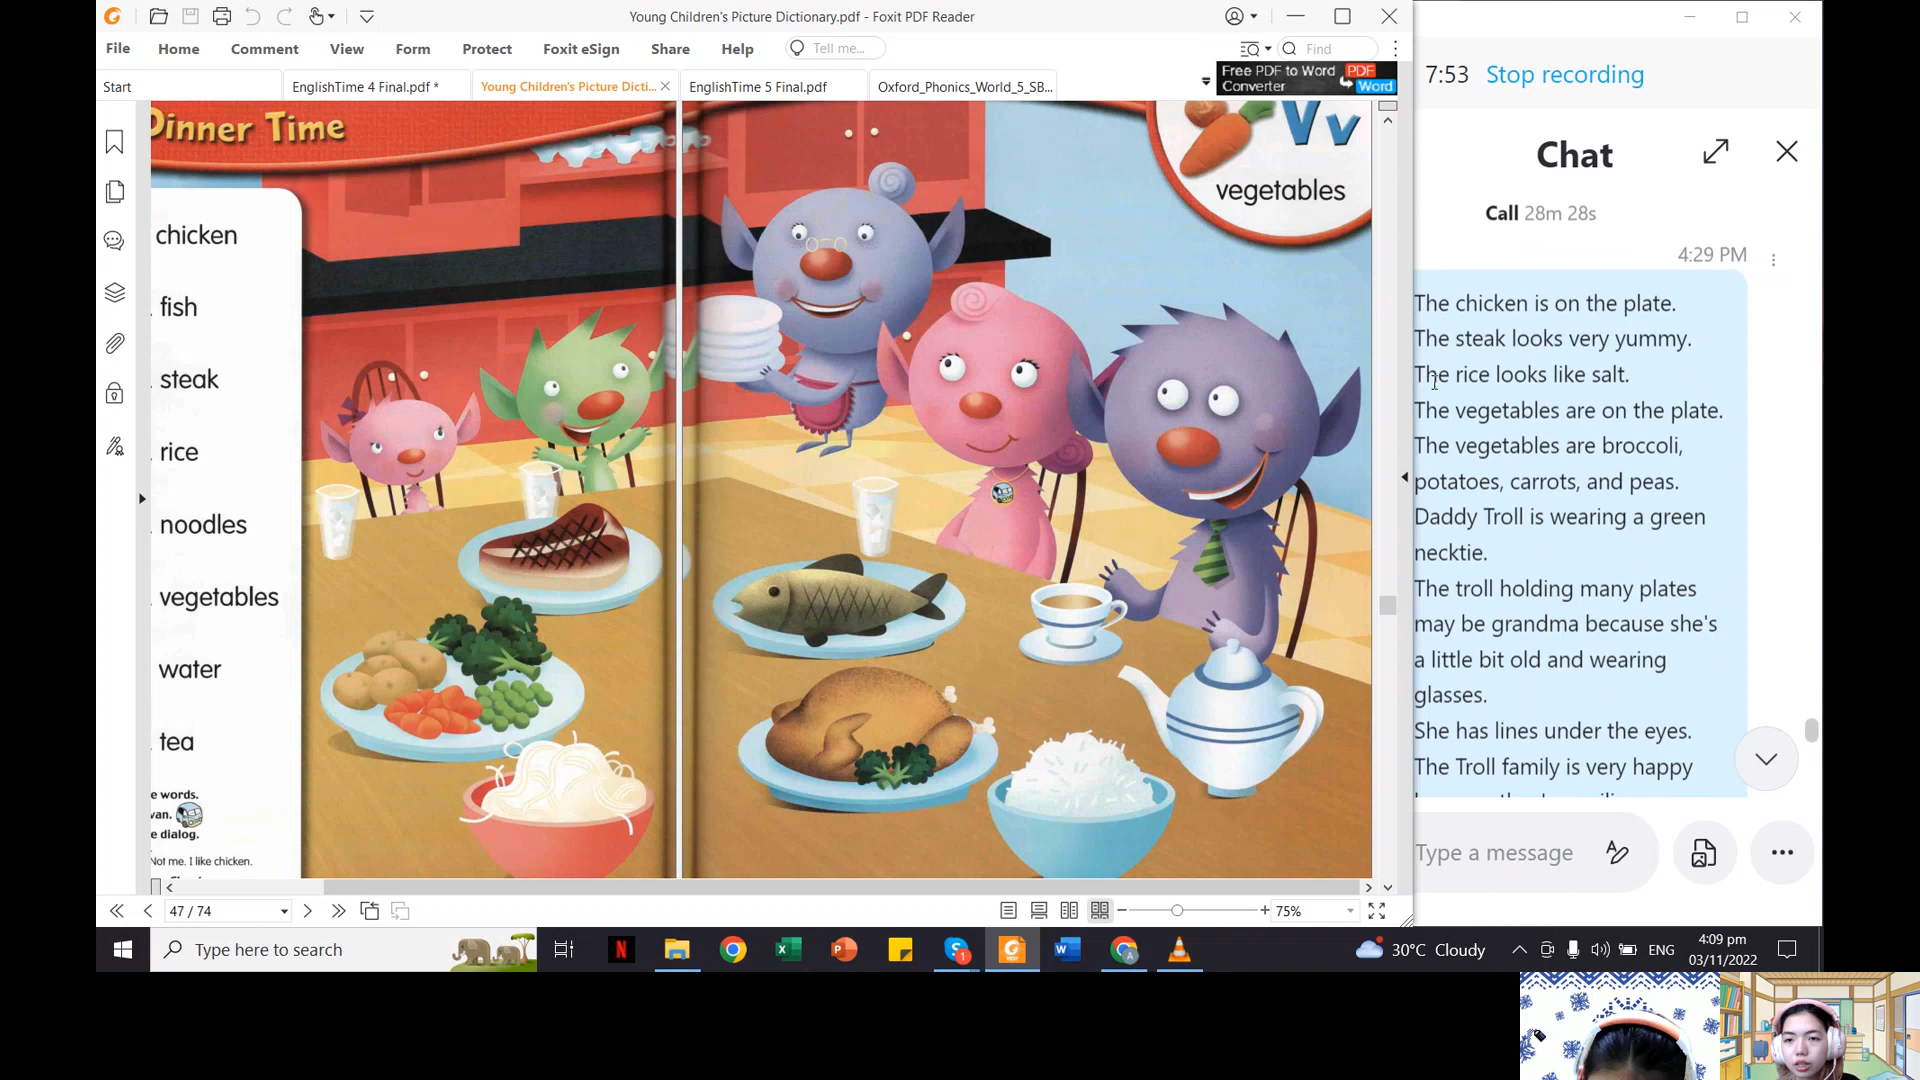 Young Children's Picture Dictionary.pdf - Foxit PDF Reader
File Home Comment View Form Protect Foxit eSign Share Help Tell me... Find
Start
EnglishTime 4 Final.pdf *
Young Children's Picture Dicti...
EnglishTime 5 Final.pdf
Oxford_Phonics_World_5_SB...
Free PDF to Word
Converter
PDF
Word
Dinner Time
chicken
. fish
. steak
. rice
. noodles
. vegetables
water
. tea
e words.
van.
e dialog.
Not me. I like chicken.
Vv
vegetables
47 / 74
75%
7:53 Stop recording
Chat
Call 28m 28s
4:29 PM
The chicken is on the plate.
The steak looks very yummy.
The rice looks like salt.
The vegetables are on the plate.
The vegetables are broccoli,
potatoes, carrots, and peas.
Daddy Troll is wearing a green
necktie.
The troll holding many plates
may be grandma because she's
a little bit old and wearing
glasses.
She has lines under the eyes.
The Troll family is very happy
Type a message
Type here to search
30°C Cloudy
ENG
4:09 pm
03/11/2022